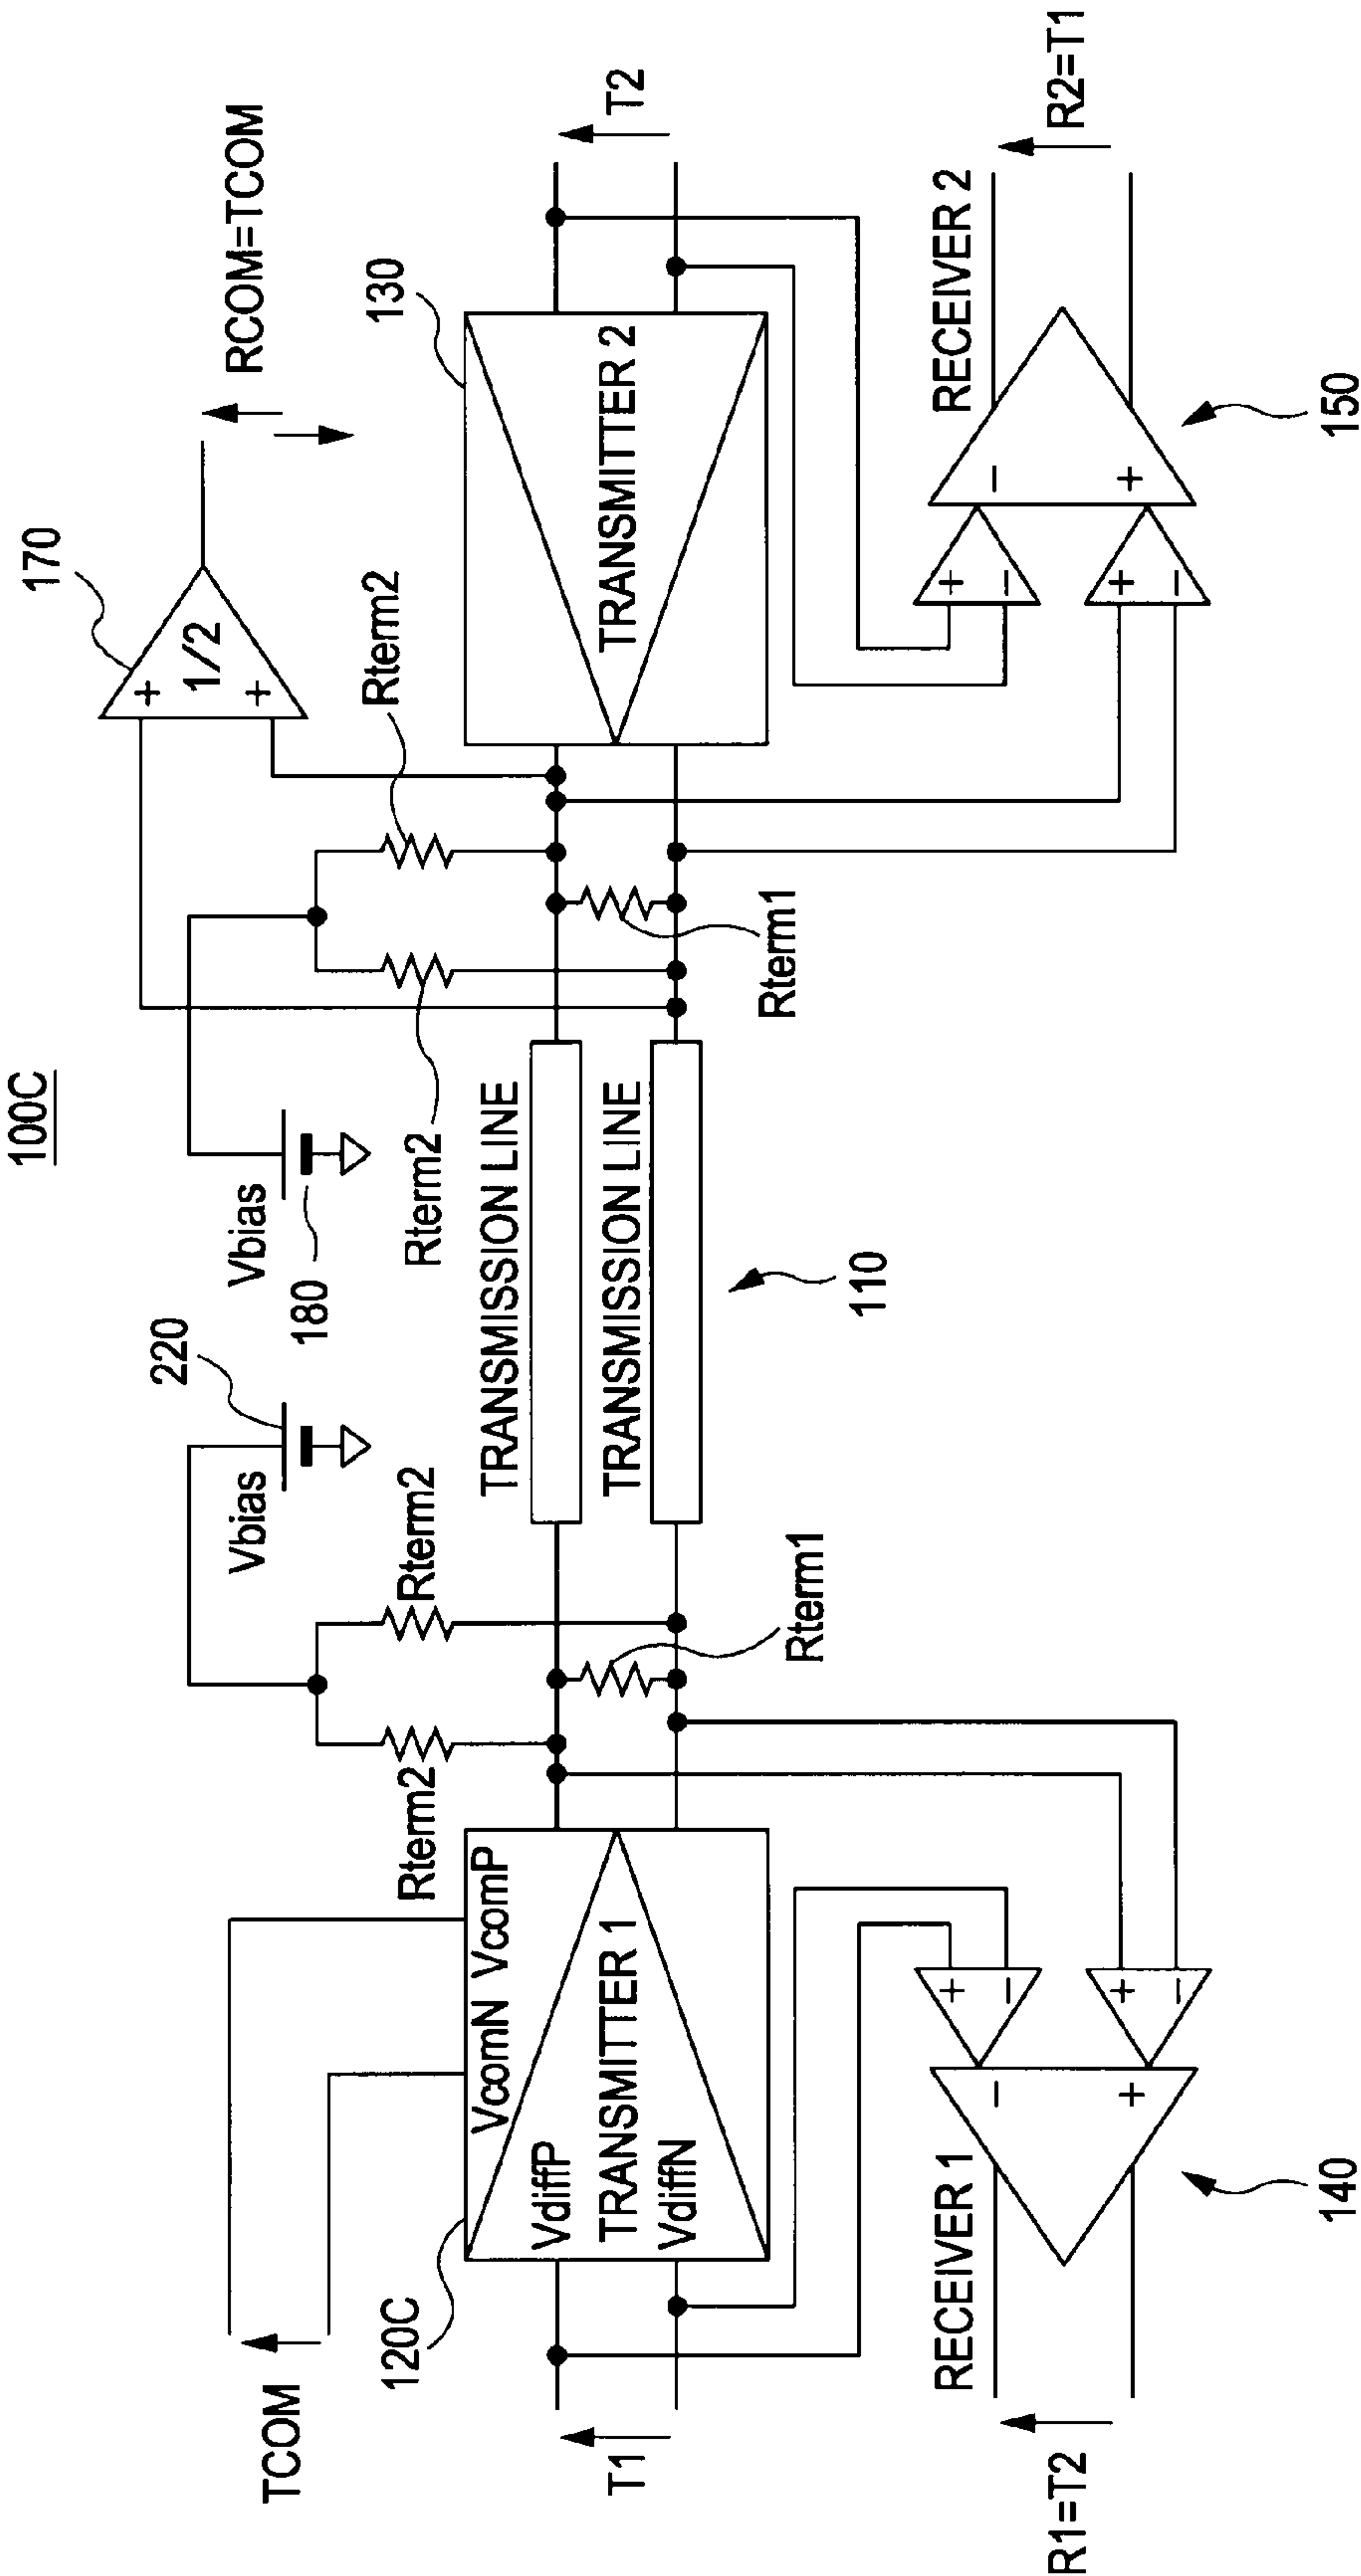 100C
TCOM
T1
120C
VcomN VcomP
VdiffP
TRANSMITTER 1
VdiffN
Rterm2
Rterm2
Rterm1
Vbias
220
Vbias
180
TRANSMISSION LINE
TRANSMISSION LINE
110
Rterm2
Rterm2
Rterm1
170
+
1/2
+
RCOM=TCOM
130
TRANSMITTER 2
T2
RECEIVER 1
R1=T2
140
−
+
+
−
+
−
RECEIVER 2
R2=T1
150
+
−
+
−
−
+